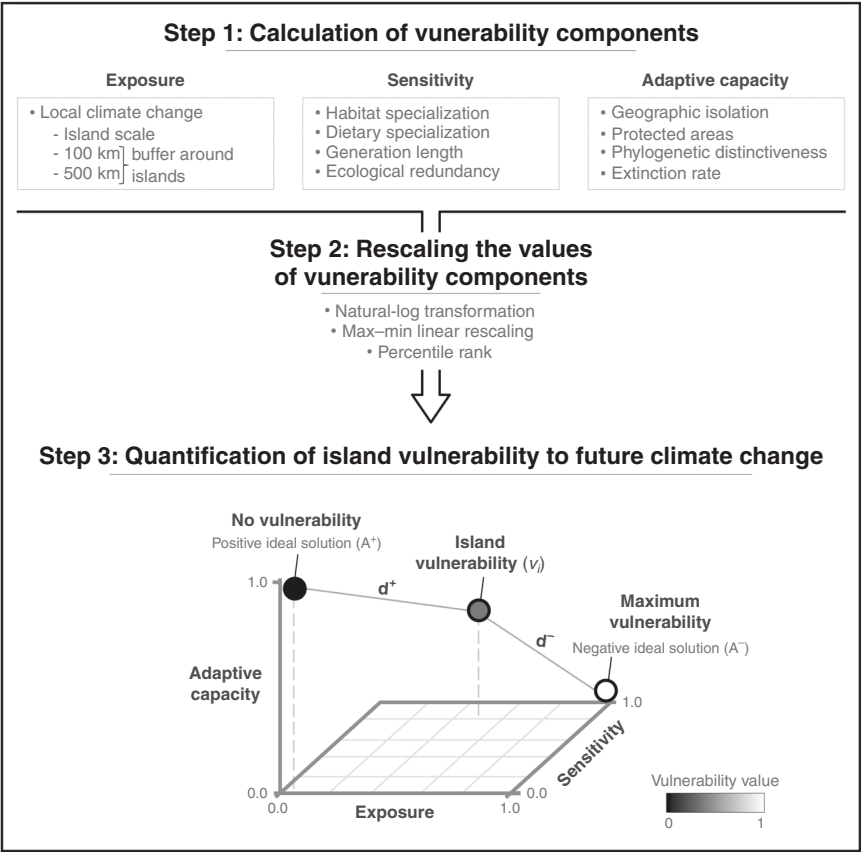 Step 1: Calculation of vunerability components
Exposure
• Local climate change
- Island scale
- 100 km] buffer around
- 500 km] islands
Sensitivity
• Habitat specialization
• Dietary specialization
• Generation length
• Ecological redundancy
Adaptive capacity
• Geographic isolation
• Protected areas
• Phylogenetic distinctiveness
• Extinction rate
Step 2: Rescaling the values
of vunerability components
• Natural-log transformation
• Max–min linear rescaling
• Percentile rank
Step 3: Quantification of island vulnerability to future climate change
No vulnerability
Positive ideal solution (A⁺)
Island
vulnerability (vᵢ)
Maximum
vulnerability
Negative ideal solution (A⁻)
d⁺
d⁻
1.0
Adaptive
capacity
0.0
0.0
Exposure
1.0
0.0
Sensitivity
1.0
Vulnerability value
0 1